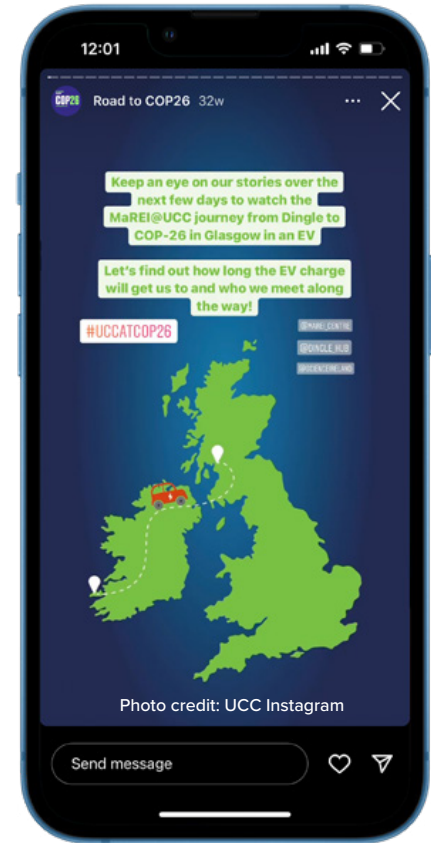 12:01
COP26
Road to COP26 32w
Keep an eye on our stories over the
next few days to watch the
MaREI@UCC journey from Dingle to
COP-26 in Glasgow in an EV
Let's find out how long the EV charge
will get us to and who we meet along
the way!
#UCCATCOP26
@MAREI_CENTRE
@DINGLE_HUB
@SCIENCEIRELAND
Photo credit: UCC Instagram
Send message